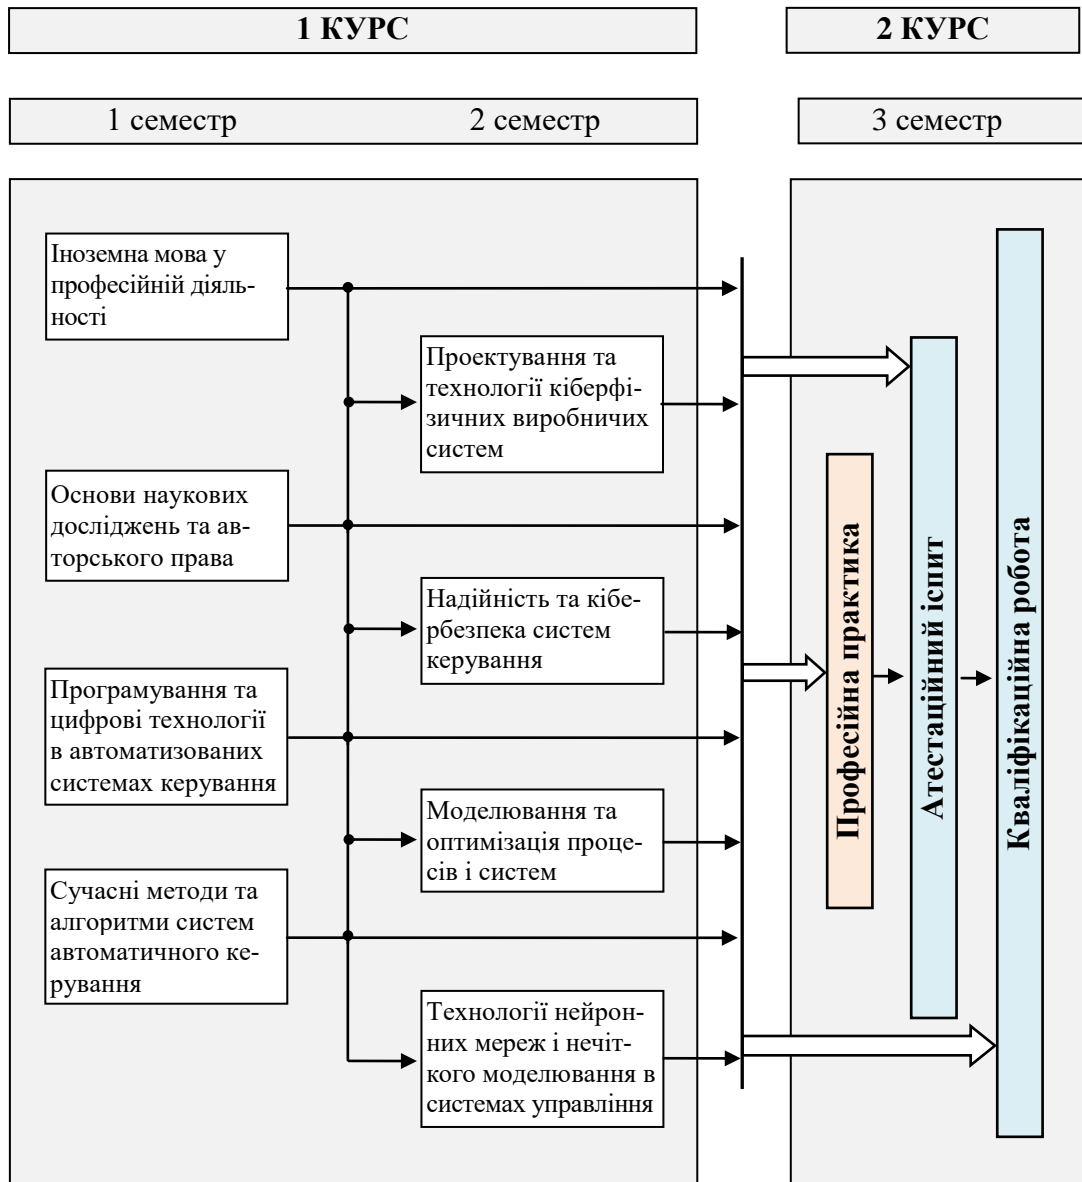 1 КУРС
2 КУРС
1 семестр
2 семестр
3 семестр
Іноземна мова у
професійній діяль-
ності
Основи наукових
досліджень та ав-
торського права
Програмування та
цифрові технології
в автоматизованих
системах керування
Сучасні методи та
алгоритми систем
автоматичного ке-
рування
Проектування та
технології кіберфі-
зичних виробничих
систем
Надійність та кібе-
рбезпека систем
керування
Моделювання та
оптимізація проце-
сів і систем
Технології нейрон-
них мереж і нечіт-
кого моделювання в
системах управління
Професійна практика
Атестаційний іспит
Кваліфікаційна робота